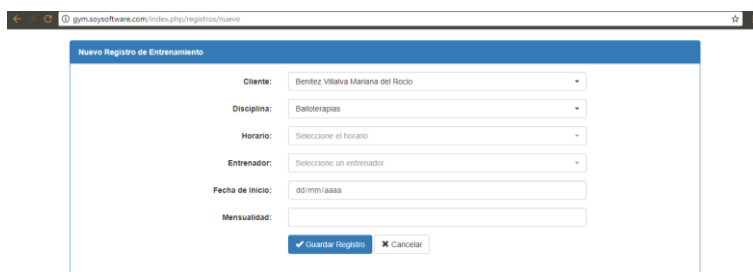 gym.soysoftware.com/index.php/registros/nuevo
Nuevo Registro de Entrenamiento
Cliente: Benitez Villalva Mariana del Rocio
Disciplina: Bailoterapias
Horario: Seleccione el horario
Entrenador: Seleccione un entrenador
Fecha de Inicio: dd/mm/aaaa
Mensualidad:
Guardar Registro Cancelar